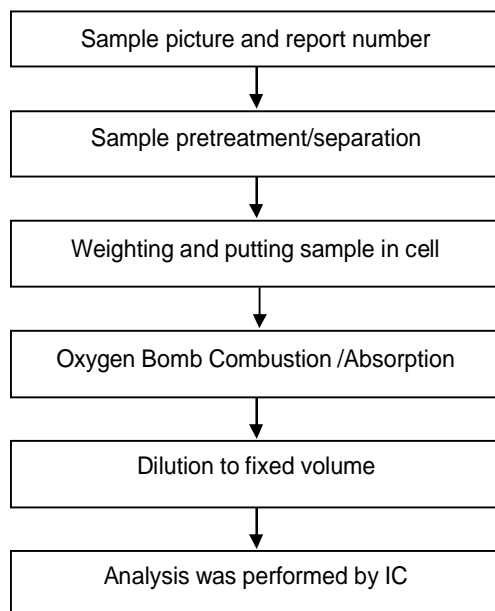 Sample picture and report number
Sample pretreatment/separation
Weighting and putting sample in cell
Oxygen Bomb Combustion /Absorption
Dilution to fixed volume
Analysis was performed by IC